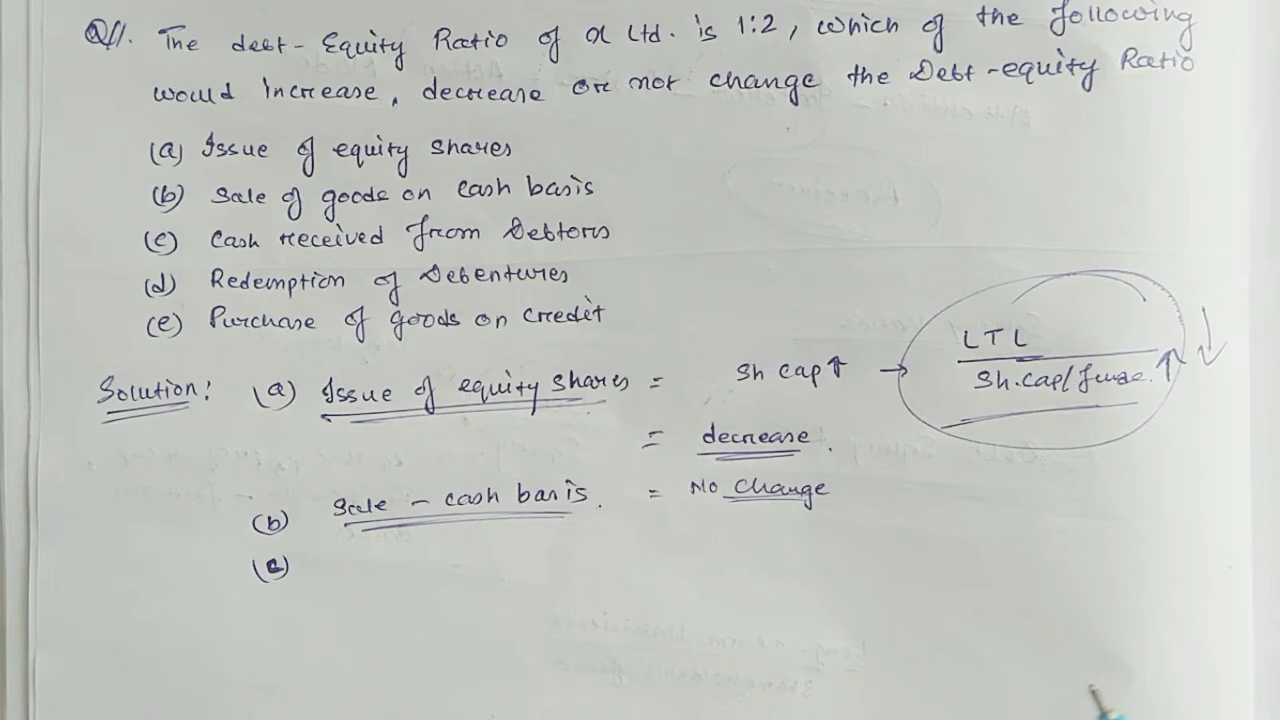 Q1. The debt-Equity Ratio of X Ltd. is 1:2, which of the following
would increase, decrease or not change the Debt-equity Ratio
(a) Issue of equity shares
(b) Sale of goods on cash basis
(c) Cash received from Debtors
(d) Redemption of Debentures
(e) Purchase of goods on credit
Solution: (a) Issue of equity shares = Sh cap↑ →
LTL
Sh. cap/ ↑ ↓
= decrease.
(b) Sale - cash basis. = No change
(c)